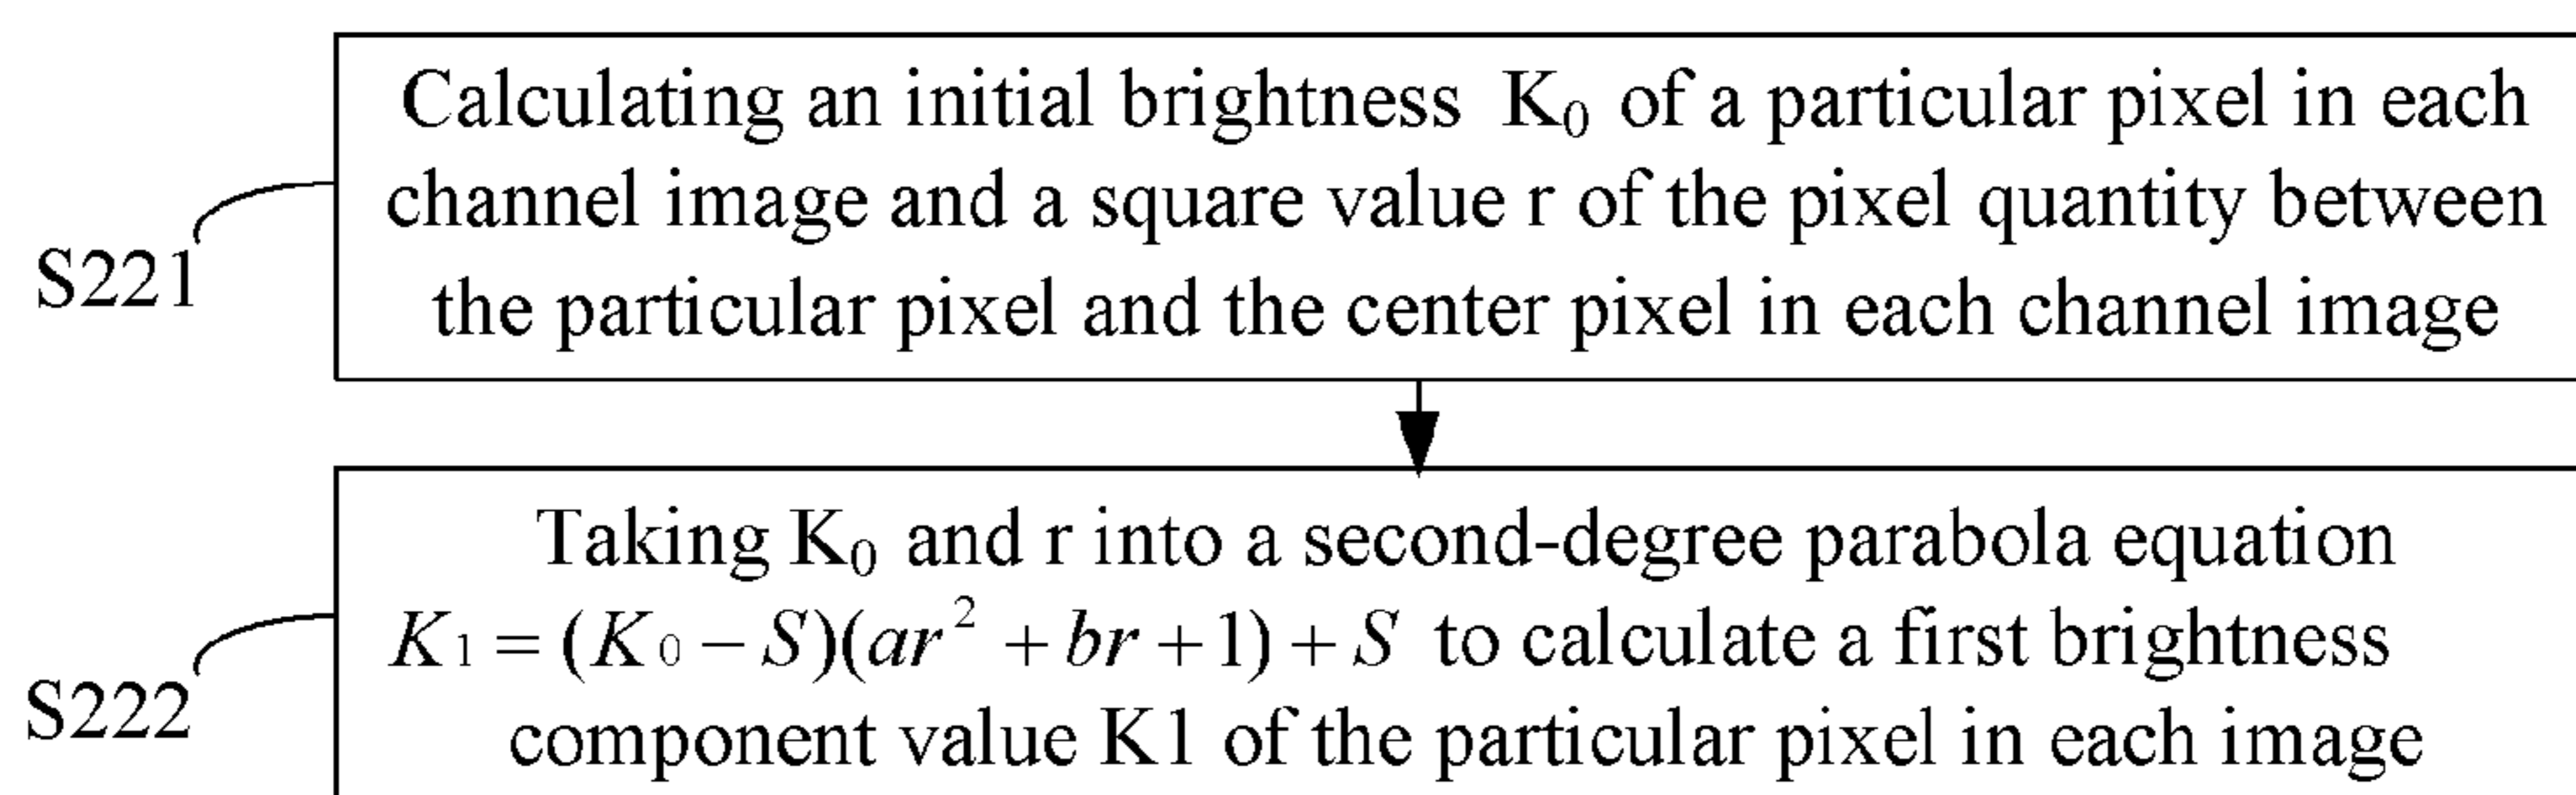 Calculating an initial brightness K₀ of a particular pixel in each
channel image and a square value r of the pixel quantity between
the particular pixel and the center pixel in each channel image
S221
Taking K₀ and r into a second-degree parabola equation
K₁ = (K₀ − S)(ar² + br + 1) + S to calculate a first brightness
component value K1 of the particular pixel in each image
S222